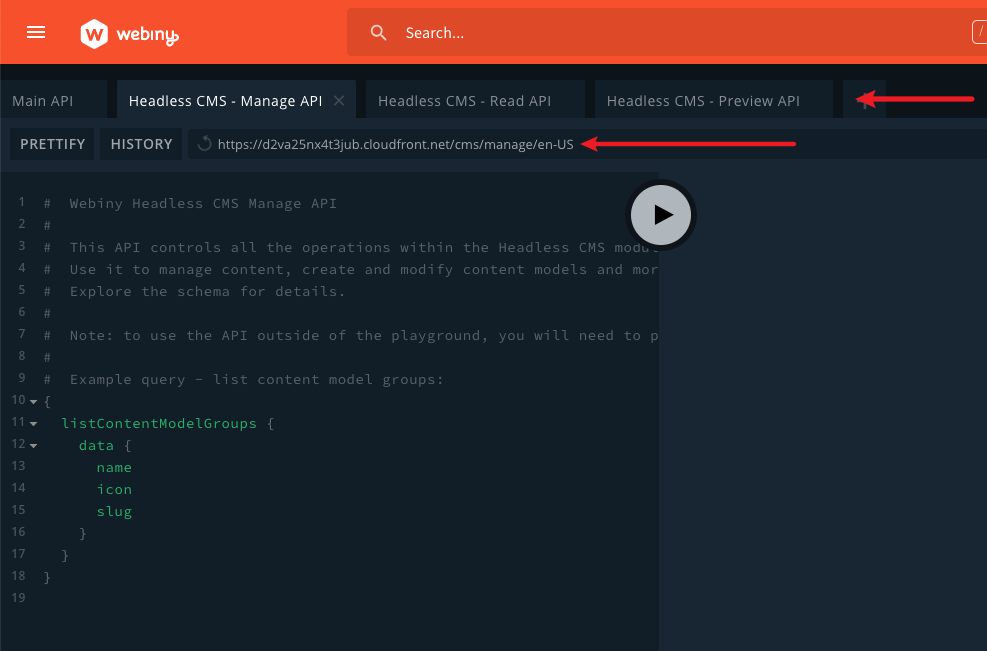 webiny
Search...
/
Main API
Headless CMS - Manage API
Headless CMS - Read API
Headless CMS - Preview API
PRETTIFY
HISTORY
https://d2va25nx4t3jub.cloudfront.net/cms/manage/en-US
1 #  Webiny Headless CMS Manage API
2 #
3 #  This API controls all the operations within the Headless CMS modul
4 #  Use it to manage content, create and modify content models and mor
5 #  Explore the schema for details.
6 #
7 #  Note: to use the API outside of the playground, you will need to p
8 #
9 #  Example query - list content model groups:
10 {
11   listContentModelGroups {
12     data {
13       name
14       icon
15       slug
16     }
17   }
18 }
19